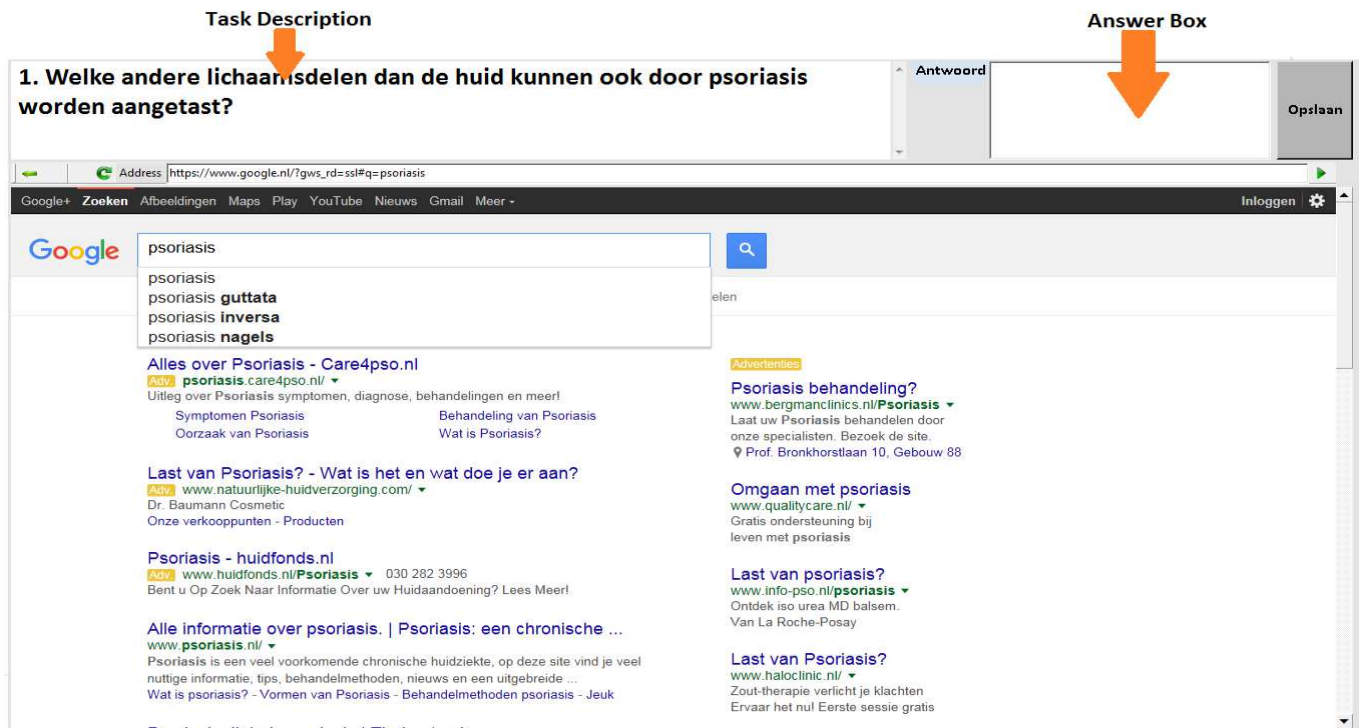 Task Description
Answer Box
1. Welke andere lichaamsdelen dan de huid kunnen ook door psoriasis
worden aangetast?
Antwoord
Opslaan
Address https://www.google.nl/?gws_rd=ssl#q=psoriasis
Google+ Zoeken Afbeeldingen Maps Play YouTube Nieuws Gmail Meer
Inloggen
Google
psoriasis
psoriasis
psoriasis guttata
psoriasis inversa
psoriasis nagels
elen
Alles over Psoriasis - Care4pso.nl
Adv. psoriasis.care4pso.nl/
Uitleg over Psoriasis symptomen, diagnose, behandelingen en meer!
Symptomen Psoriasis Behandeling van Psoriasis
Oorzaak van Psoriasis Wat is Psoriasis?
Last van Psoriasis? - Wat is het en wat doe je er aan?
Adv. www.natuurlijke-huidverzorging.com/
Dr. Baumann Cosmetic
Onze verkooppunten - Producten
Psoriasis - huidfonds.nl
Adv. www.huidfonds.nl/Psoriasis 030 282 3996
Bent u Op Zoek Naar Informatie Over uw Huidaandoening? Lees Meer!
Alle informatie over psoriasis. | Psoriasis: een chronische ...
www.psoriasis.nl/
Psoriasis is een veel voorkomende chronische huidziekte, op deze site vind je veel
nuttige informatie, tips, behandelmethoden, nieuws en een uitgebreide ...
Wat is psoriasis? - Vormen van Psoriasis - Behandelmethoden psoriasis - Jeuk
Advertenties
Psoriasis behandeling?
www.bergmanclinics.nl/Psoriasis
Laat uw Psoriasis behandelen door
onze specialisten. Bezoek de site.
Prof. Bronkhorstlaan 10, Gebouw 88
Omgaan met psoriasis
www.qualitycare.nl/
Gratis ondersteuning bij
leven met psoriasis
Last van psoriasis?
www.info-pso.nl/psoriasis
Ontdek iso urea MD balsem.
Van La Roche-Posay
Last van Psoriasis?
www.haloclinic.nl/
Zout-therapie verlicht je klachten
Ervaar het nu! Eerste sessie gratis